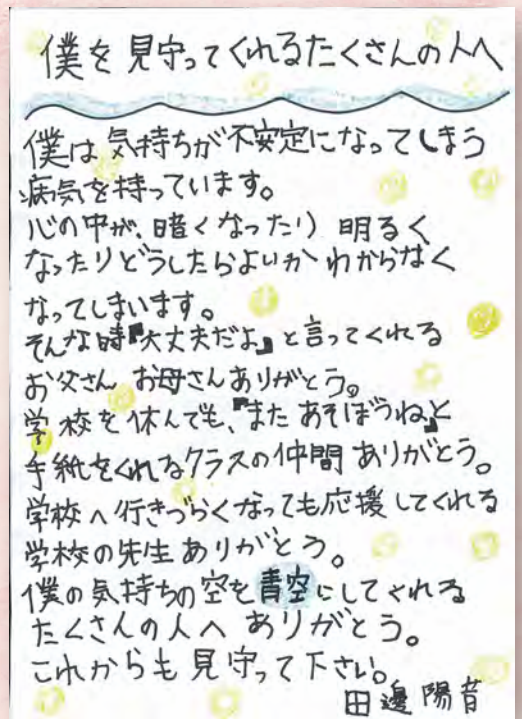 僕を見守ってくれるたくさんの人へ
僕は気持ちが不安定になってしまう
病気を持っています。
心の中が、暗くなったり 明るく
なったりどうしたらよいか わからなく
なってしまいます。
そんな時『大丈夫だよ』と言ってくれる
お父さん お母さんありがとう。
学校を休んでも、『また あそぼうね』と
手紙をくれたクラスの仲間 ありがとう。
学校へ行きづらくなっても応援してくれる
学校の先生ありがとう。
僕の気持ちの空を青空にしてくれる
たくさんの人へ ありがとう。
これからも見守って下さい。
田邊 陽音